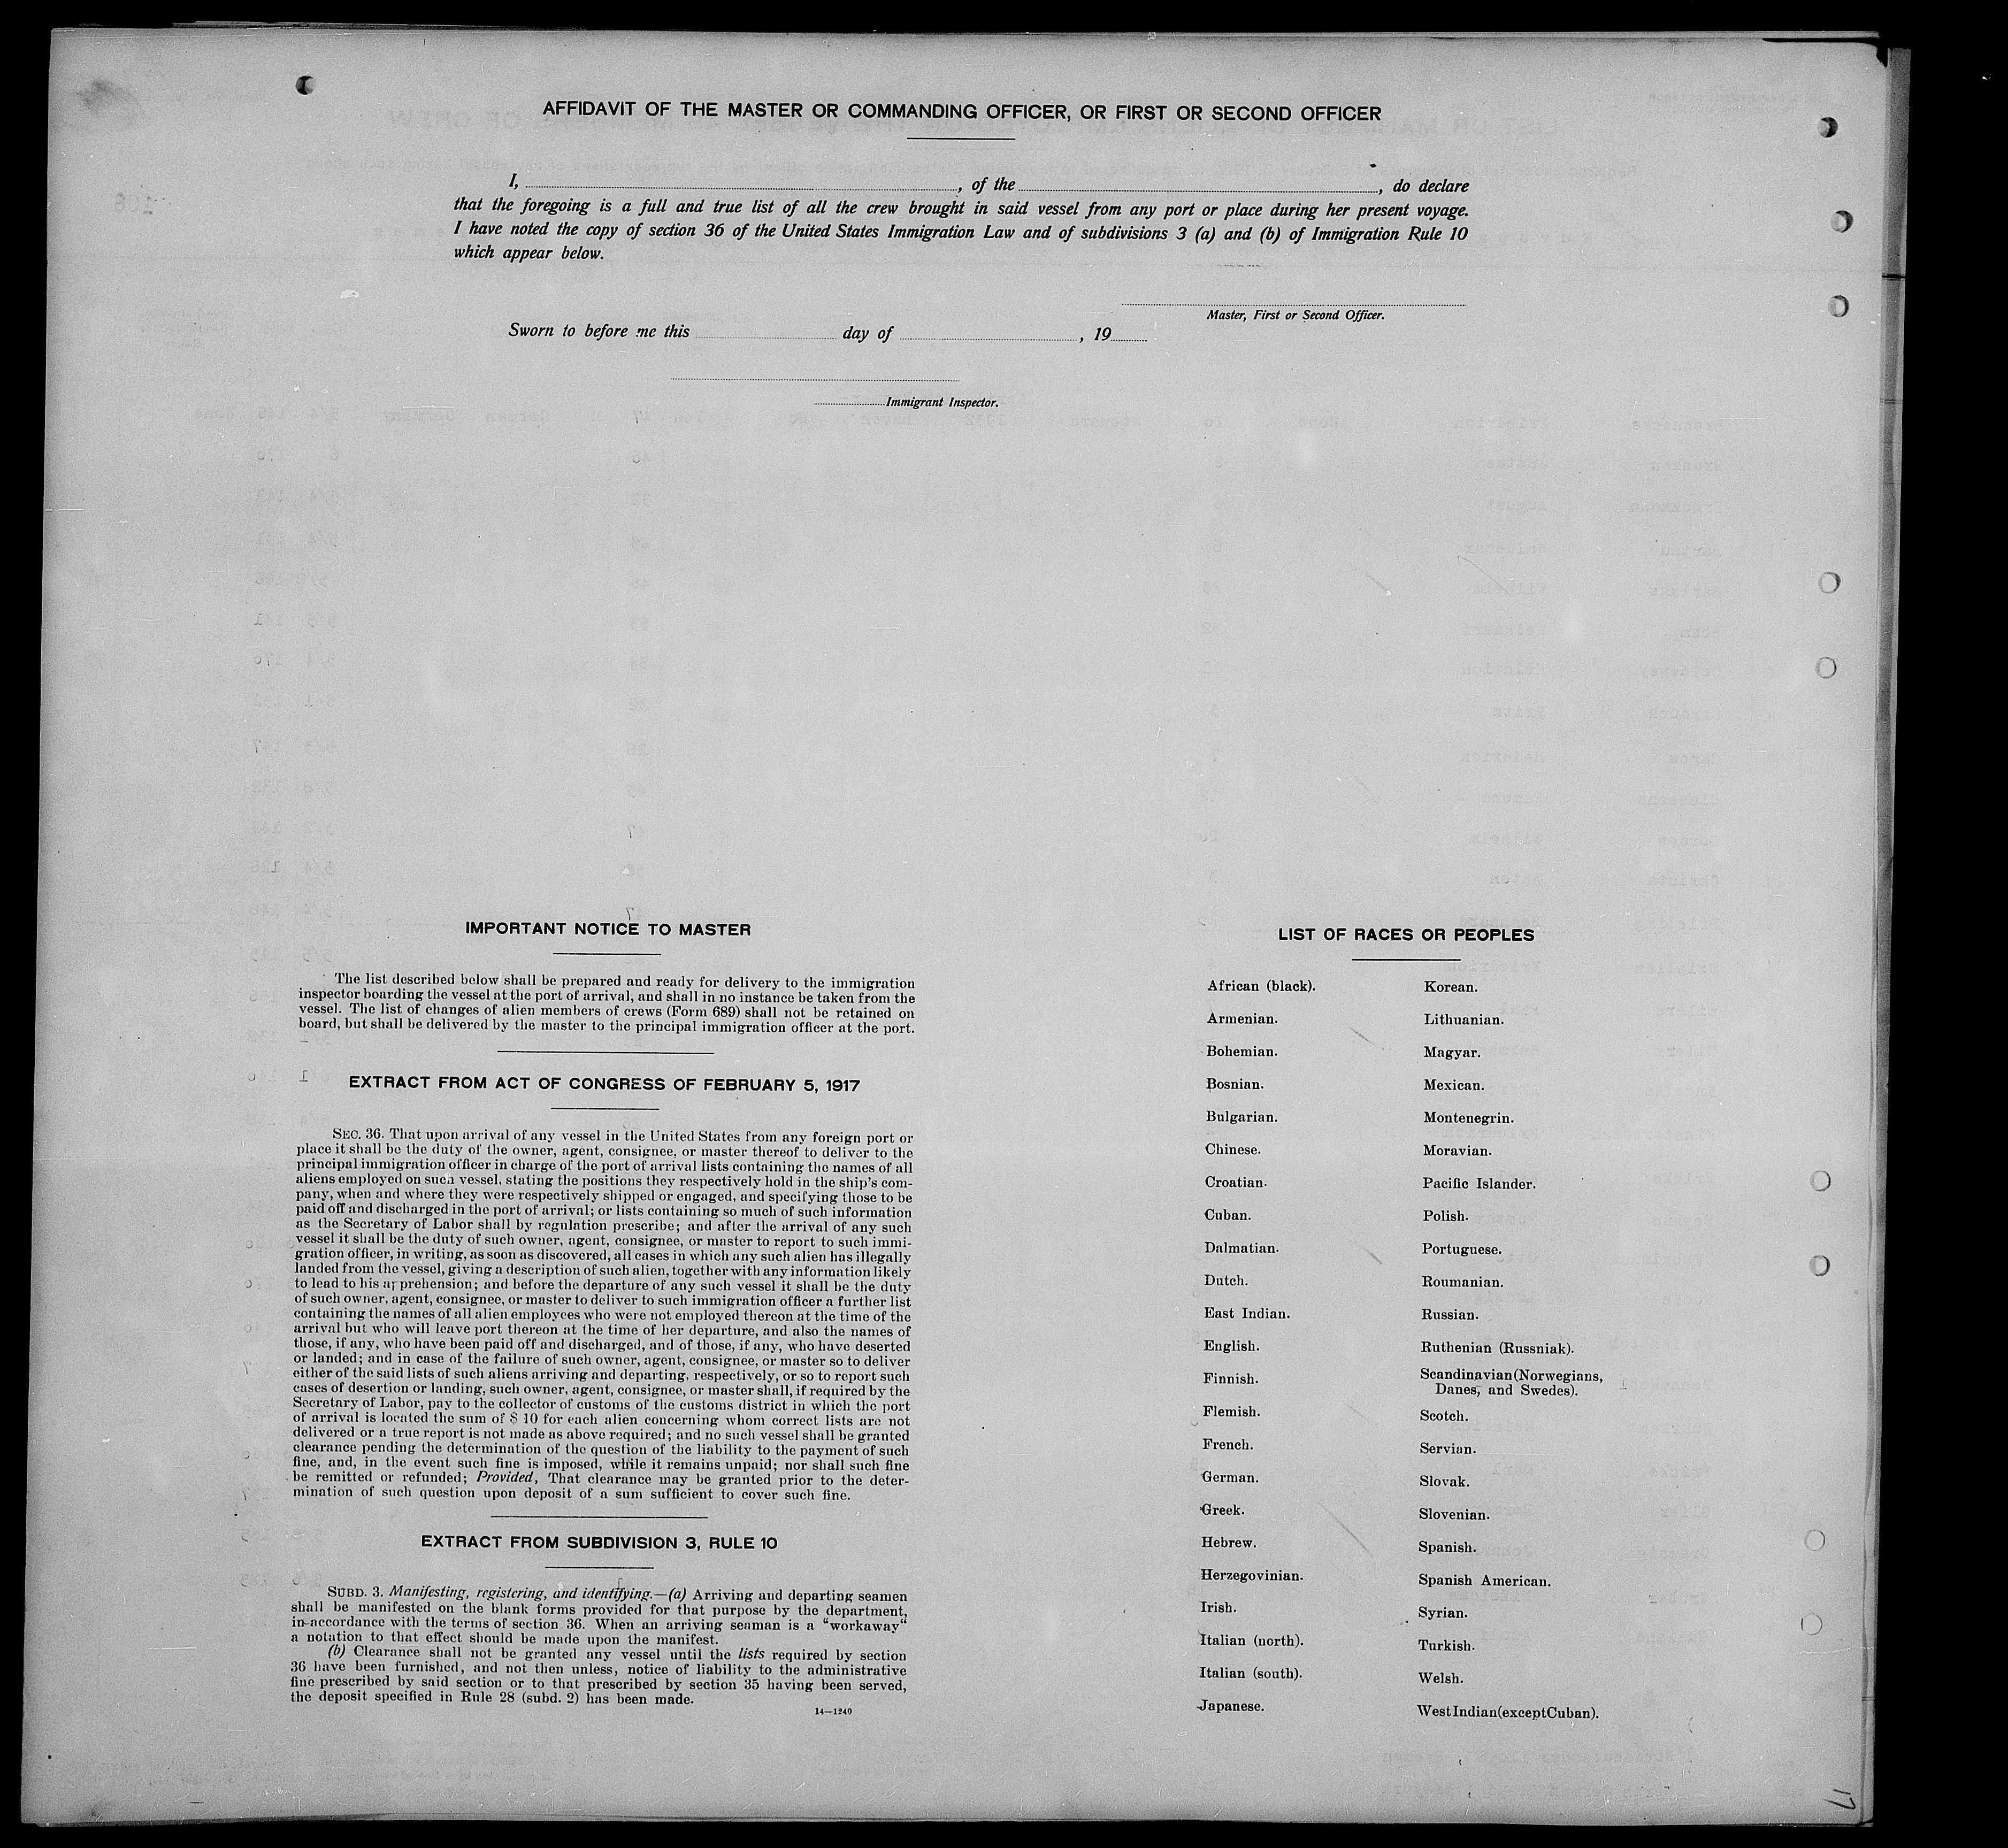 AFFIDAVIT OF THE MASTER OR COMMANDING OFFICER, OR FIRST OR SECOND OFFICER
I, , of the , do declare
that the foregoing is a full and true list of all the crew brought in said vessel from any port or place during her present voyage.
I have noted the copy of section 36 of the United States Immigration Law and of subdivisions 3 (a) and (b) of Immigration Rule 10
which appear below.
Master, First or Second Officer.
Sworn to before me this day of , 19
Immigrant Inspector.
IMPORTANT NOTICE TO MASTER
The list described below shall be prepared and ready for delivery to the immigration
inspector boarding the vessel at the port of arrival, and shall in no instance be taken from the
vessel. The list of changes of alien members of crews (Form 689) shall not be retained on
board, but shall be delivered by the master to the principal immigration officer at the port.
EXTRACT FROM ACT OF CONGRESS OF FEBRUARY 5, 1917
SEC. 36. That upon arrival of any vessel in the United States from any foreign port or
place it shall be the duty of the owner, agent, consignee, or master thereof to deliver to the
principal immigration officer in charge of the port of arrival lists containing the names of all
aliens employed on such vessel, stating the positions they respectively hold in the ship's com-
pany, when and where they were respectively shipped or engaged, and specifying those to be
paid off and discharged in the port of arrival; or lists containing so much of such information
as the Secretary of Labor shall by regulation prescribe; and after the arrival of any such
vessel it shall be the duty of such owner, agent, consignee, or master to report to such immi-
gration officer, in writing, as soon as discovered, all cases in which any such alien has illegally
landed from the vessel, giving a description of such alien, together with any information likely
to lead to his apprehension; and before the departure of any such vessel it shall be the duty
of such owner, agent, consignee, or master to deliver to such immigration officer a further list
containing the names of all alien employees who were not employed thereon at the time of the
arrival but who will leave port thereon at the time of her departure, and also the names of
those, if any, who have been paid off and discharged, and of those, if any, who have deserted
or landed; and in case of the failure of such owner, agent, consignee, or master so to deliver
either of the said lists of such aliens arriving and departing, respectively, or so to report such
cases of desertion or landing, such owner, agent, consignee, or master shall, if required by the
Secretary of Labor, pay to the collector of customs of the customs district in which the port
of arrival is located the sum of $ 10 for each alien concerning whom correct lists are not
delivered or a true report is not made as above required; and no such vessel shall be granted
clearance pending the determination of the question of the liability to the payment of such
fine, and, in the event such fine is imposed, while it remains unpaid; nor shall such fine
be remitted or refunded; Provided, That clearance may be granted prior to the deter-
mination of such question upon deposit of a sum sufficient to cover such fine.
EXTRACT FROM SUBDIVISION 3, RULE 10
SUBD. 3. Manifesting, registering, and identifying.—(a) Arriving and departing seamen
shall be manifested on the blank forms provided for that purpose by the department,
in accordance with the terms of section 36. When an arriving seaman is a "workaway"
a notation to that effect should be made upon the manifest.
(b) Clearance shall not be granted any vessel until the lists required by section
36 have been furnished, and not then unless, notice of liability to the administrative
fine prescribed by said section or to that prescribed by section 35 having been served,
the deposit specified in Rule 28 (subd. 2) has been made.
14—1240
LIST OF RACES OR PEOPLES
African (black).
Armenian.
Bohemian.
Bosnian.
Bulgarian.
Chinese.
Croatian.
Cuban.
Dalmatian.
Dutch.
East Indian.
English.
Finnish.
Flemish.
French.
German.
Greek.
Hebrew.
Herzegovinian.
Irish.
Italian (north).
Italian (south).
Japanese.
Korean.
Lithuanian.
Magyar.
Mexican.
Montenegrin.
Moravian.
Pacific Islander.
Polish.
Portuguese.
Roumanian.
Russian.
Ruthenian (Russniak).
Scandinavian (Norwegians,
Danes, and Swedes).
Scotch.
Servian.
Slovak.
Slovenian.
Spanish.
Spanish American.
Syrian.
Turkish.
Welsh.
West Indian (except Cuban).
17